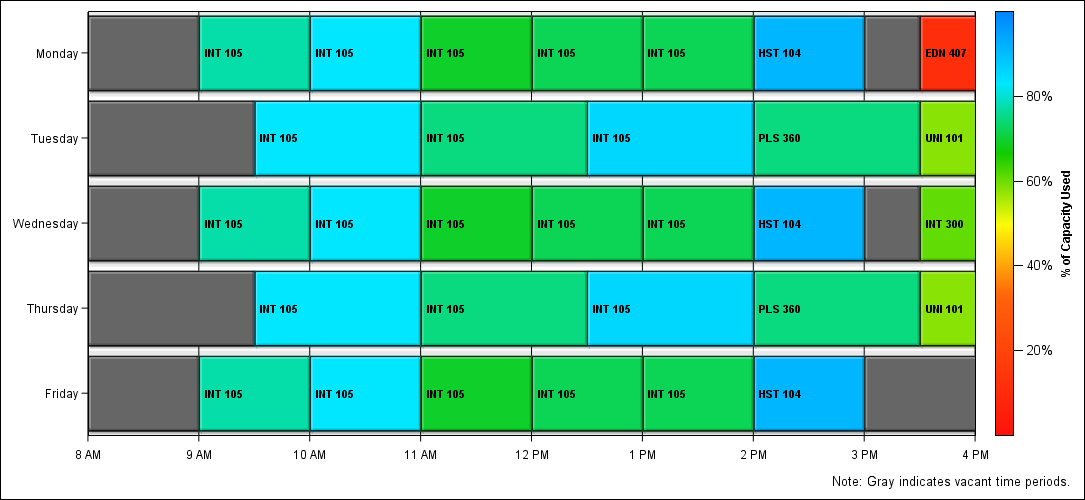 Monday
INT 105
INT 105
INT 105
INT 105
INT 105
HST 104
EDN 407
Tuesday
INT 105
INT 105
INT 105
PLS 360
UNI 101
Wednesday
INT 105
INT 105
INT 105
INT 105
INT 105
HST 104
INT 300
Thursday
INT 105
INT 105
INT 105
PLS 360
UNI 101
Friday
INT 105
INT 105
INT 105
INT 105
INT 105
HST 104
8 AM
9 AM
10 AM
11 AM
12 PM
1 PM
2 PM
3 PM
4 PM
80%
60%
40%
20%
% of Capacity Used
Note: Gray indicates vacant time periods.